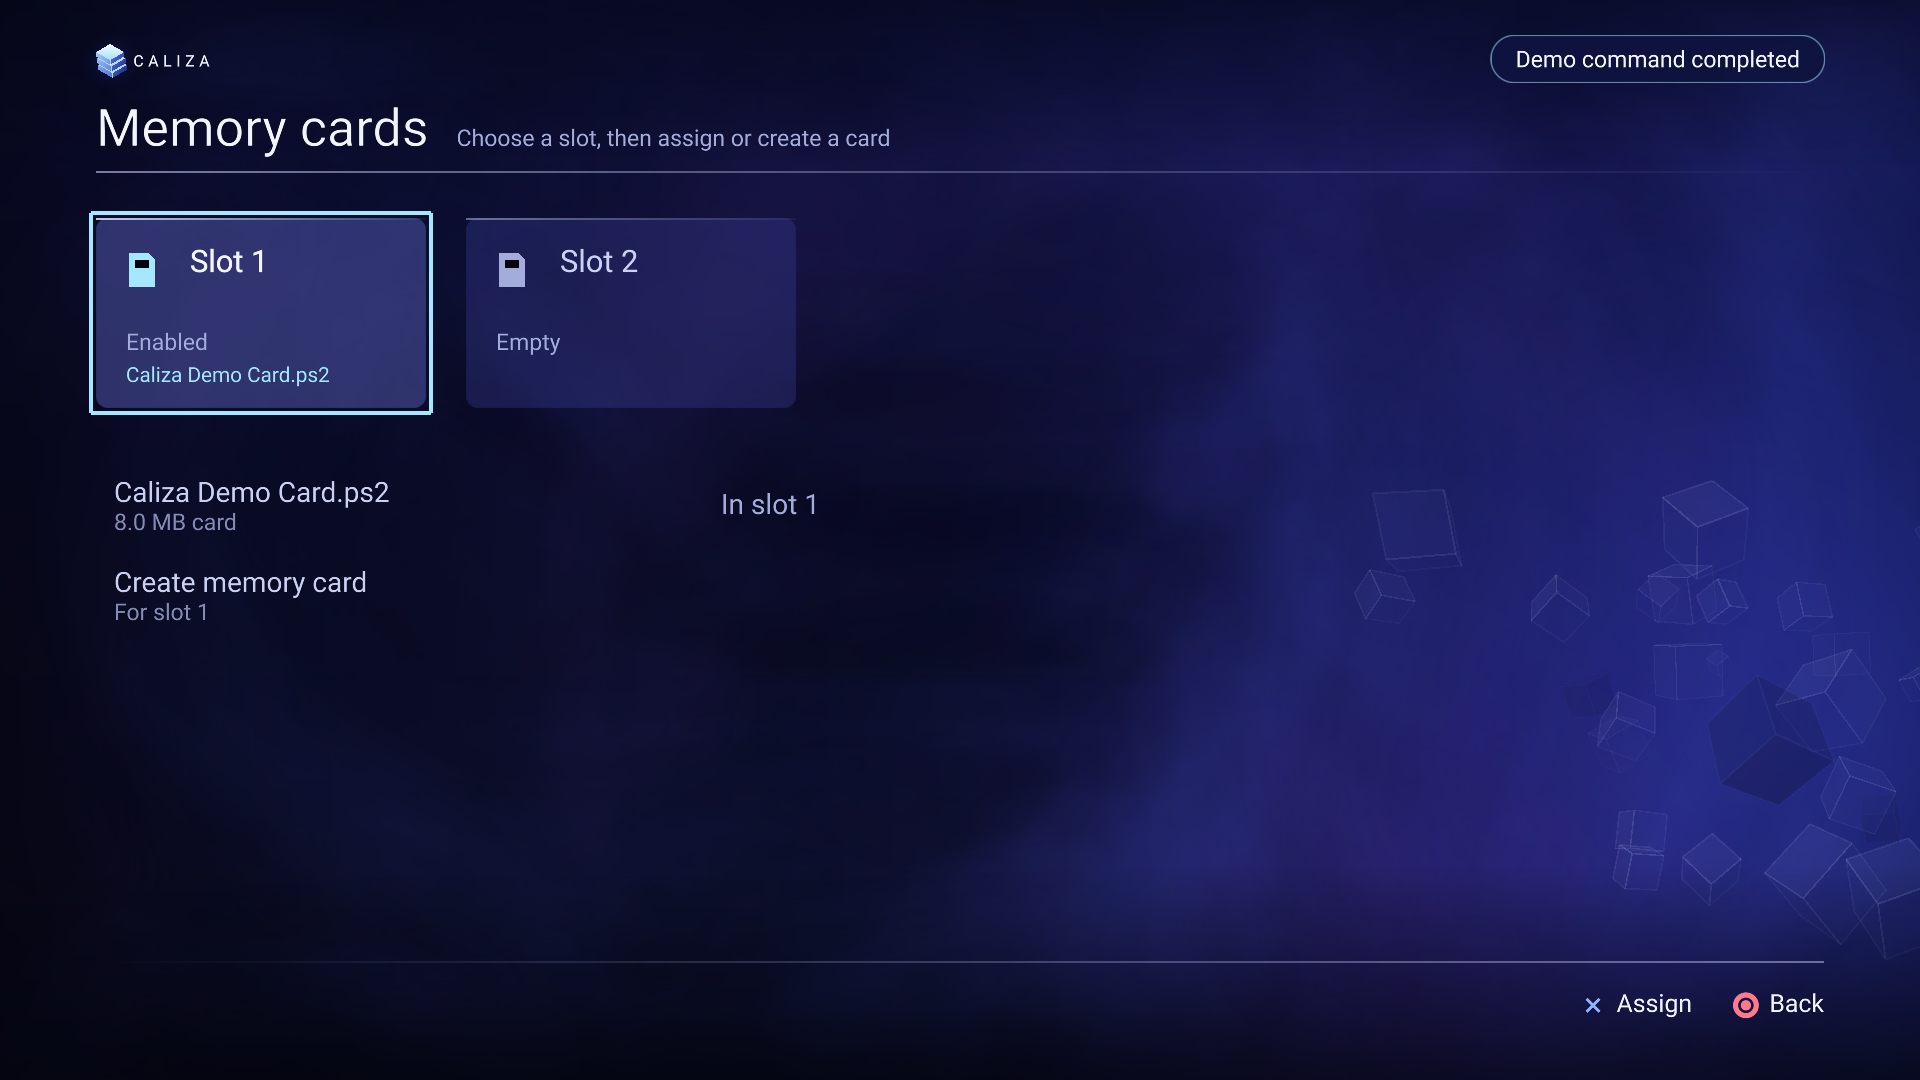 CALIZA
Demo command completed
Memory cards
Choose a slot, then assign or create a card
Slot 1
Enabled
Caliza Demo Card.ps2
Slot 2
Empty
Caliza Demo Card.ps2
8.0 MB card
In slot 1
Create memory card
For slot 1
Assign
Back